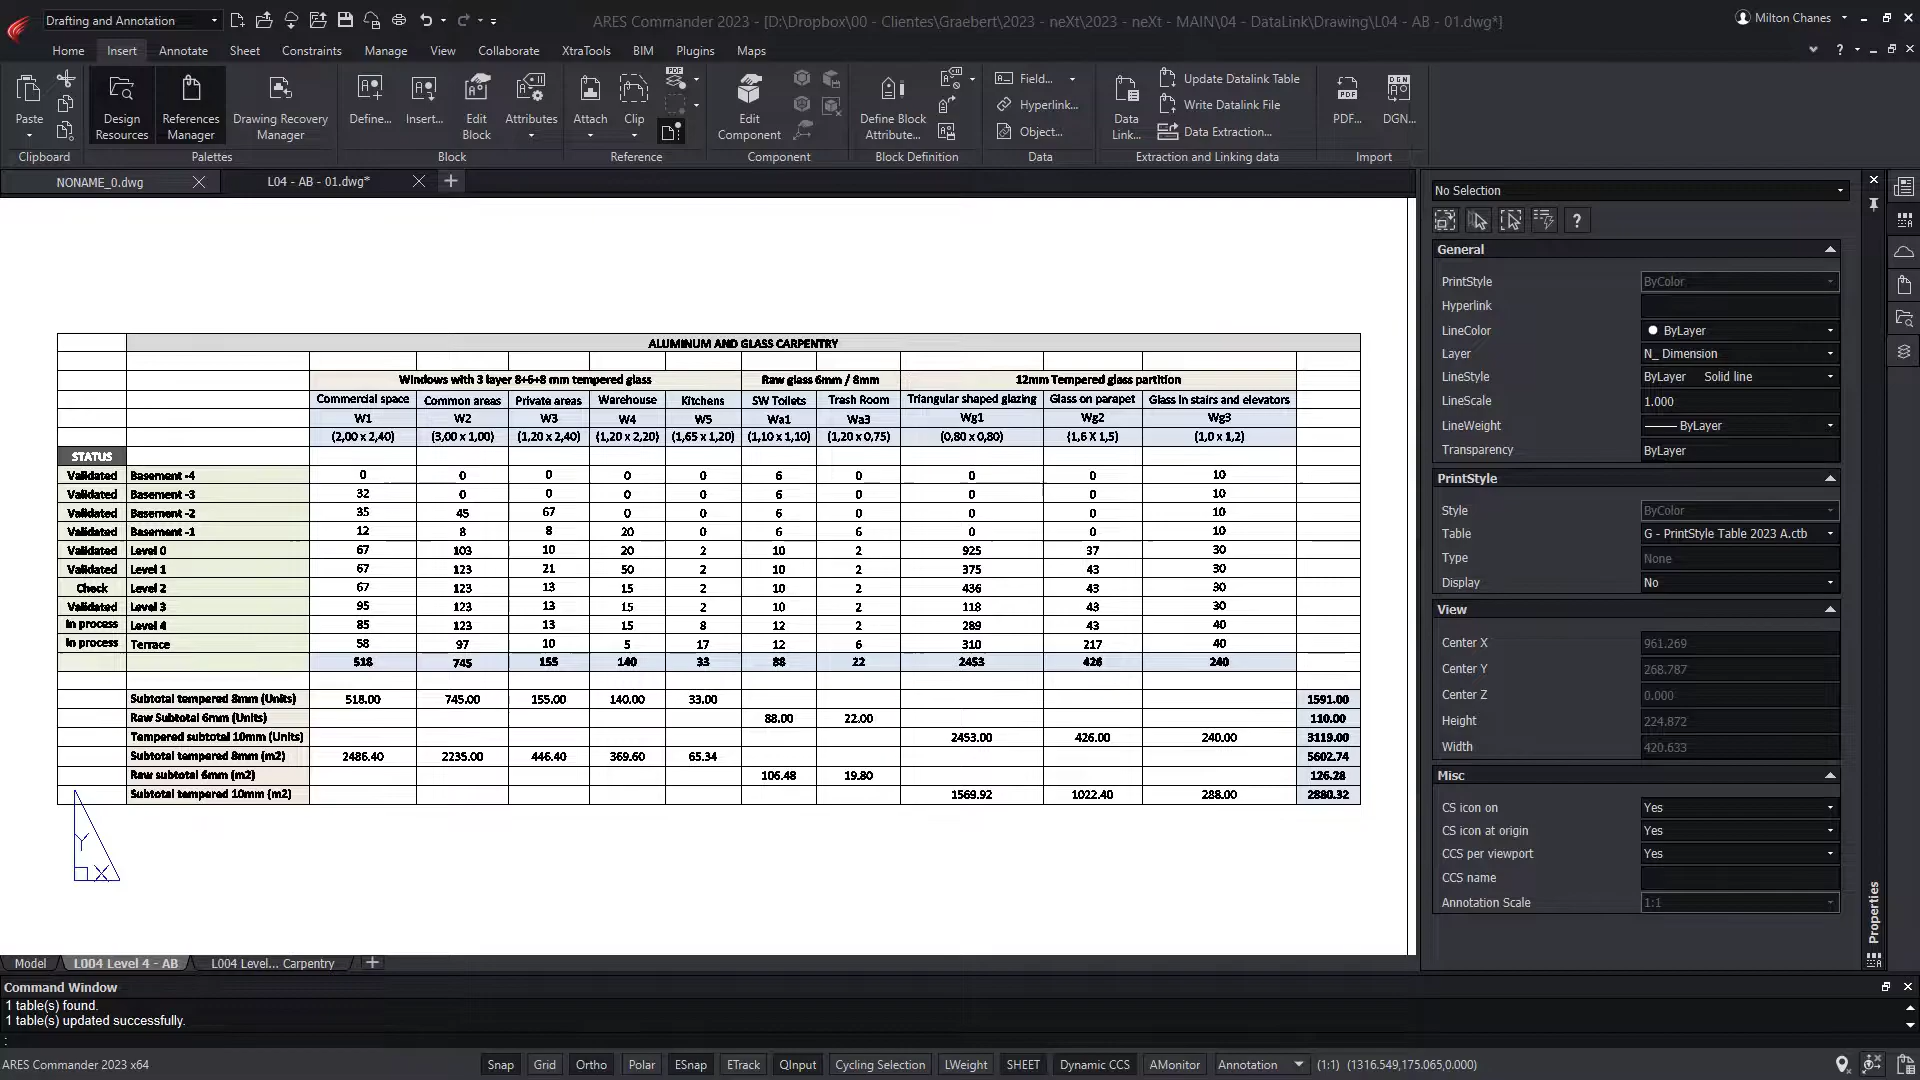 Drafting and Annotation
ARES Commander 2023 - [D:\Dropbox\00 - Clientes\Graebert\2023 - neXt\2023 - neXt - MAIN\04 - DataLink\Drawing\L04 - AB - 01.dwg*]
Milton Chanes
Home Insert Annotate Sheet Constraints Manage View Collaborate XtraTools BIM Plugins Maps
Paste
Design Resources
References Manager
Drawing Recovery Manager
Define...
Insert...
Edit Block
Attributes
Attach
Clip
PDF
Edit Component
Define Block Attribute...
Field...
Hyperlink...
Object...
Data Link...
Update Datalink Table
Write Datalink File
Data Extraction...
PDF PDF...
DGN DGN...
Clipboard Palettes Block Reference Component Block Definition Data Extraction and Linking data Import
NONAME_0.dwg L04 - AB - 01.dwg*
ALUMINUM AND GLASS CARPENTRY
Windows with 3 layer 8+6+8 mm tempered glass Raw glass 6mm / 8mm 12mm Tempered glass partition
Commercial space Common areas Private areas Warehouse Kitchens SW Toilets Trash Room Triangular shaped glazing Glass on parapet Glass in stairs and elevators
W1 W2 W3 W4 W5 Wa1 Wa3 Wg1 Wg2 Wg3
(2,00 x 2,40) (3,00 x 1,00) (1,20 x 2,40) (1,20 x 2,20) (1,65 x 1,20) (1,10 x 1,10) (1,20 x 0,75) (0,80 x 0,80) (1,6 X 1,5) (1,0 x 1,2)
STATUS
Validated Basement -4 0 0 0 0 0 6 0 0 0 10
Validated Basement -3 32 0 0 0 0 6 0 0 0 10
Validated Basement -2 35 45 67 0 0 6 0 0 0 10
Validated Basement -1 12 8 8 20 0 6 6 0 0 10
Validated Level 0 67 103 10 20 2 10 2 925 37 30
Validated Level 1 67 123 21 50 2 10 2 375 43 30
Check Level 2 67 123 13 15 2 10 2 436 43 30
Validated Level 3 95 123 13 15 2 10 2 118 43 30
In process Level 4 85 123 13 15 8 12 2 289 43 40
In process Terrace 58 97 10 5 17 12 6 310 217 40
518 745 155 140 33 88 22 2453 426 240
Subtotal tempered 8mm (Units) 518.00 745.00 155.00 140.00 33.00 1591.00
Raw Subtotal 6mm (Units) 88.00 22.00 110.00
Tempered subtotal 10mm (Units) 2453.00 426.00 240.00 3119.00
Subtotal tempered 8mm (m2) 2486.40 2235.00 446.40 369.60 65.34 5602.74
Raw subtotal 6mm (m2) 106.48 19.80 126.28
Subtotal tempered 10mm (m2) 1569.92 1022.40 288.00 2880.32
Y
X
No Selection
General
PrintStyle ByColor
Hyperlink
LineColor ByLayer
Layer N_ Dimension
LineStyle ByLayer Solid line
LineScale 1.000
LineWeight ByLayer
Transparency ByLayer
PrintStyle
Style ByColor
Table G - PrintStyle Table 2023 A.ctb
Type None
Display No
View
Center X 961.269
Center Y 268.787
Center Z 0.000
Height 224.872
Width 420.633
Misc
CS icon on Yes
CS icon at origin Yes
CCS per viewport Yes
CCS name
Annotation Scale 1:1
Properties
Model L004 Level 4 - AB L004 Level... Carpentry
Command Window
1 table(s) found.
1 table(s) updated successfully.
:
ARES Commander 2023 x64 Snap Grid Ortho Polar ESnap ETrack QInput Cycling Selection LWeight SHEET Dynamic CCS AMonitor Annotation (1:1) (1316.549,175.065,0.000)